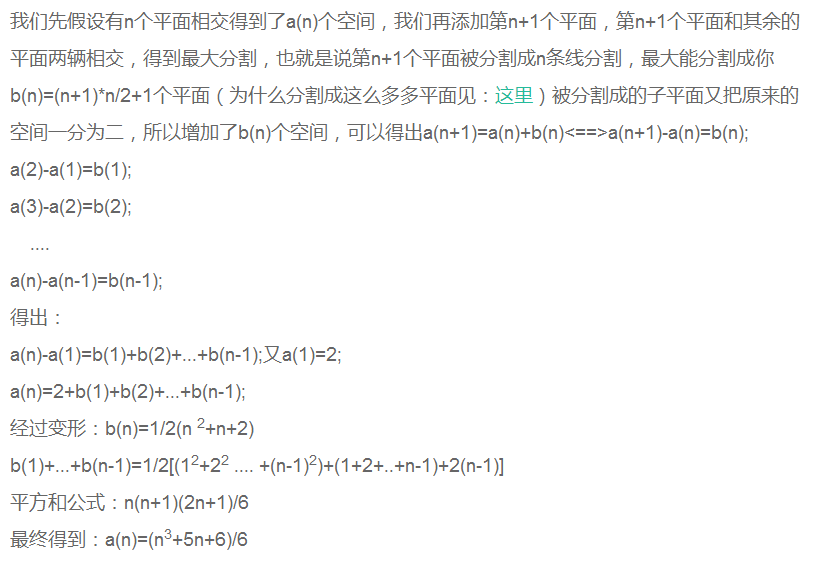 我们先假设有n个平面相交得到了a(n)个空间，我们再添加第n+1个平面，第n+1个平面和其余的
平面两辆相交，得到最大分割，也就是说第n+1个平面被分割成n条线分割，最大能分割成你
b(n)=(n+1)*n/2+1个平面（为什么分割成这么多多平面见：这里）被分割成的子平面又把原来的
空间一分为二，所以增加了b(n)个空间，可以得出a(n+1)=a(n)+b(n)<==>a(n+1)-a(n)=b(n);
a(2)-a(1)=b(1);
a(3)-a(2)=b(2);
....
a(n)-a(n-1)=b(n-1);
得出：
a(n)-a(1)=b(1)+b(2)+...+b(n-1);又a(1)=2;
a(n)=2+b(1)+b(2)+...+b(n-1);
经过变形：b(n)=1/2(n ²+n+2)
b(1)+...+b(n-1)=1/2[(1²+2² .... +(n-1)²)+(1+2+..+n-1)+2(n-1)]
平方和公式：n(n+1)(2n+1)/6
最终得到：a(n)=(n³+5n+6)/6